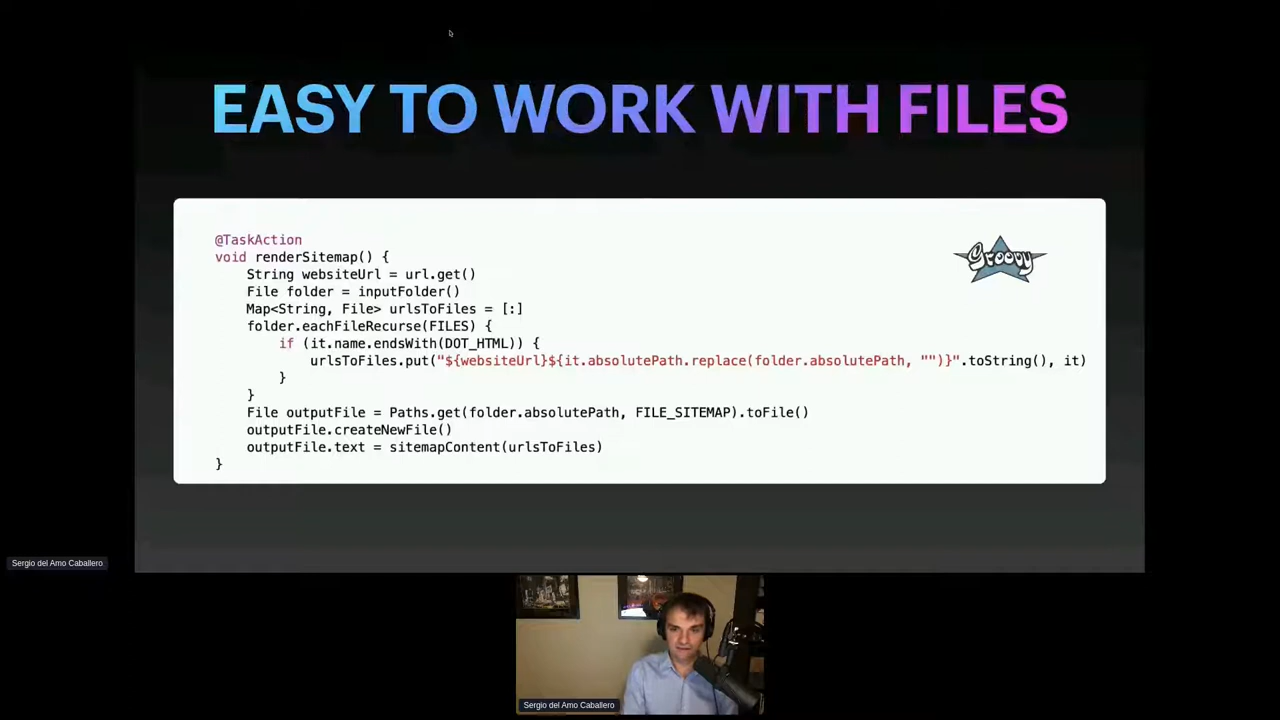 EASY TO WORK WITH FILES
@TaskAction
void renderSitemap() {
    String websiteUrl = url.get()
    File folder = inputFolder()
    Map<String, File> urlsToFiles = [:]
    folder.eachFileRecurse(FILES) {
        if (it.name.endsWith(DOT_HTML)) {
            urlsToFiles.put("${websiteUrl}${it.absolutePath.replace(folder.absolutePath, "")}".toString(), it)
        }
    }
    File outputFile = Paths.get(folder.absolutePath, FILE_SITEMAP).toFile()
    outputFile.createNewFile()
    outputFile.text = sitemapContent(urlsToFiles)
}
Groovy
Sergio del Amo Caballero
Sergio del Amo Caballero